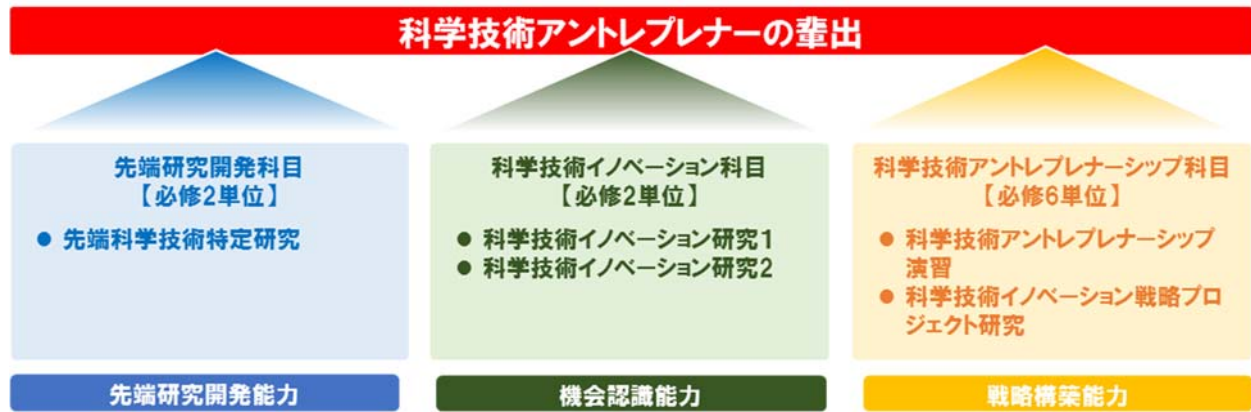 科学技術アントレプレナーの輩出
先端研究開発科目
【必修2単位】
● 先端科学技術特定研究
先端研究開発能力
科学技術イノベーション科目
【必修2単位】
● 科学技術イノベーション研究1
● 科学技術イノベーション研究2
機会認識能力
科学技術アントレプレナーシップ科目
【必修6単位】
● 科学技術アントレプレナーシップ
演習
● 科学技術イノベーション戦略プロ
ジェクト研究
戦略構築能力